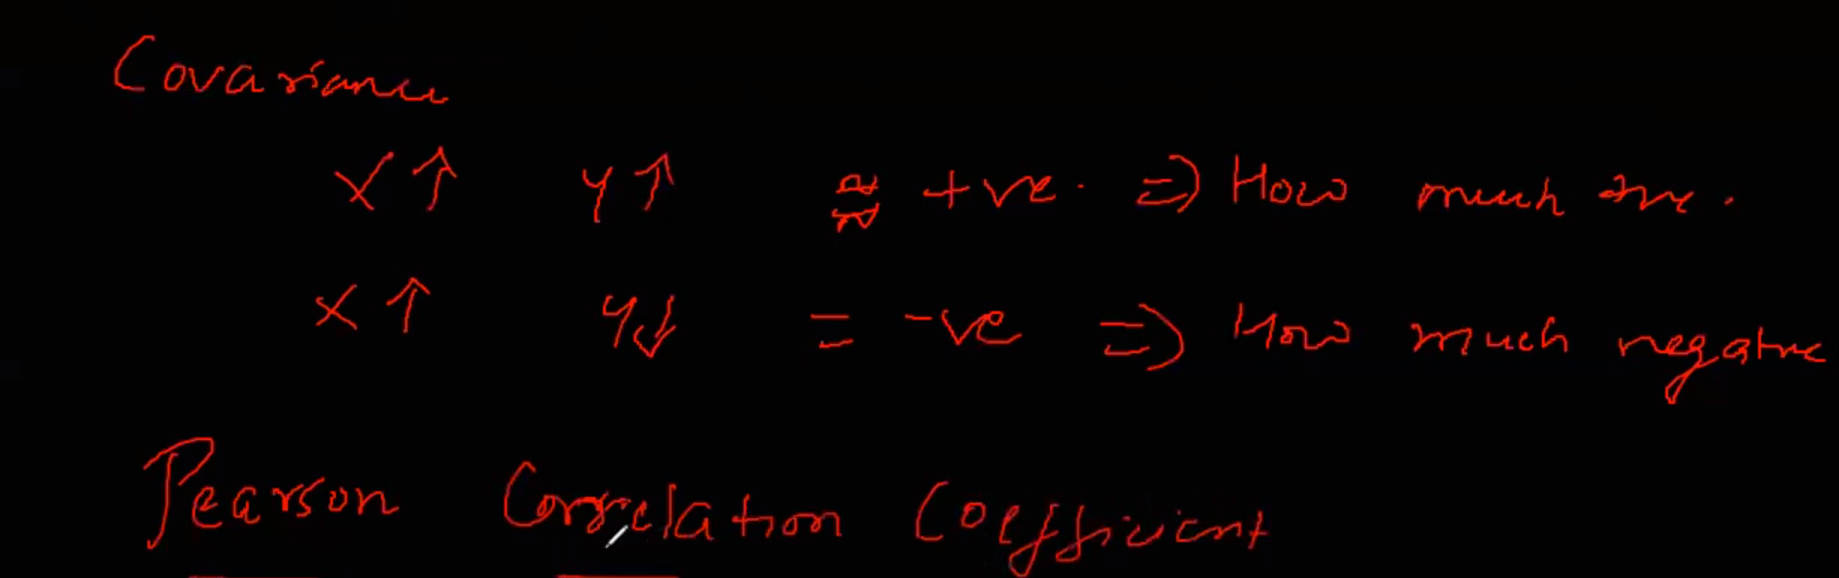 Covariance
X ↑ Y ↑ ≈ +ve. ⇒ How much +ve.
X ↑ Y ↓ = -ve ⇒ How much negative
Pearson Correlation Coefficient